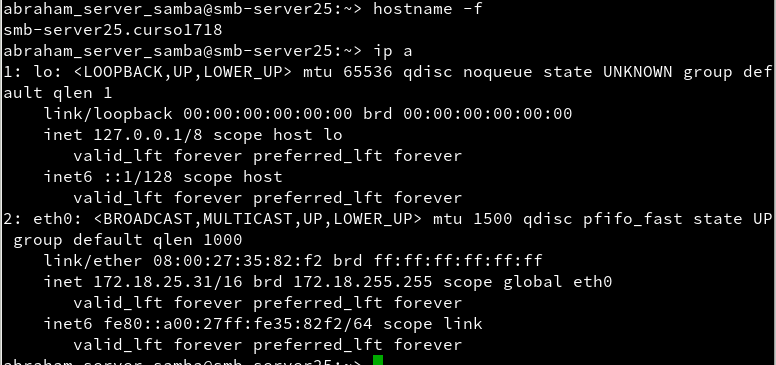 abraham_server_samba@smb-server25:~> hostname -f
smb-server25.curso1718
abraham_server_samba@smb-server25:~> ip a
1: lo: <LOOPBACK,UP,LOWER_UP> mtu 65536 qdisc noqueue state UNKNOWN group def
ault qlen 1
    link/loopback 00:00:00:00:00:00 brd 00:00:00:00:00:00
    inet 127.0.0.1/8 scope host lo
       valid_lft forever preferred_lft forever
    inet6 ::1/128 scope host
       valid_lft forever preferred_lft forever
2: eth0: <BROADCAST,MULTICAST,UP,LOWER_UP> mtu 1500 qdisc pfifo_fast state UP
 group default qlen 1000
    link/ether 08:00:27:35:82:f2 brd ff:ff:ff:ff:ff:ff
    inet 172.18.25.31/16 brd 172.18.255.255 scope global eth0
       valid_lft forever preferred_lft forever
    inet6 fe80::a00:27ff:fe35:82f2/64 scope link
       valid_lft forever preferred_lft forever
abraham_server_samba@smb-server25:~>